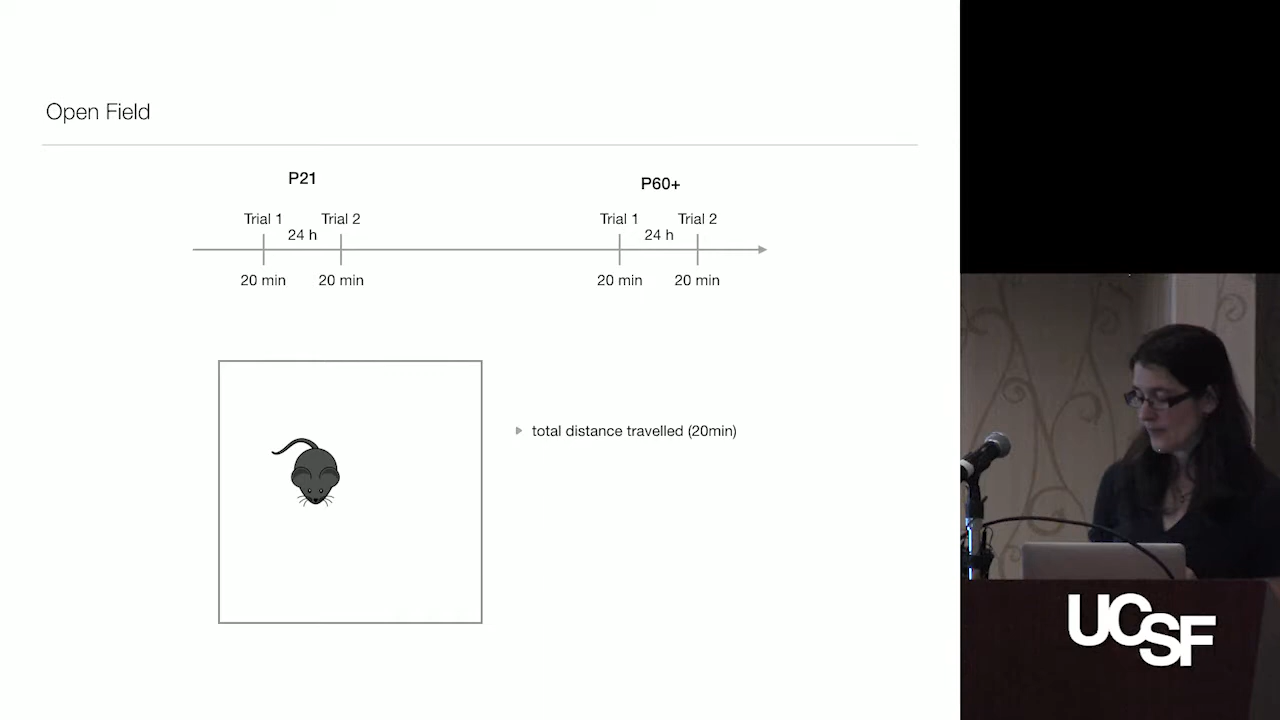 Open Field
P21
P60+
Trial 1
Trial 2
Trial 1
Trial 2
24 h
24 h
20 min
20 min
20 min
20 min
total distance travelled (20min)
UCSF